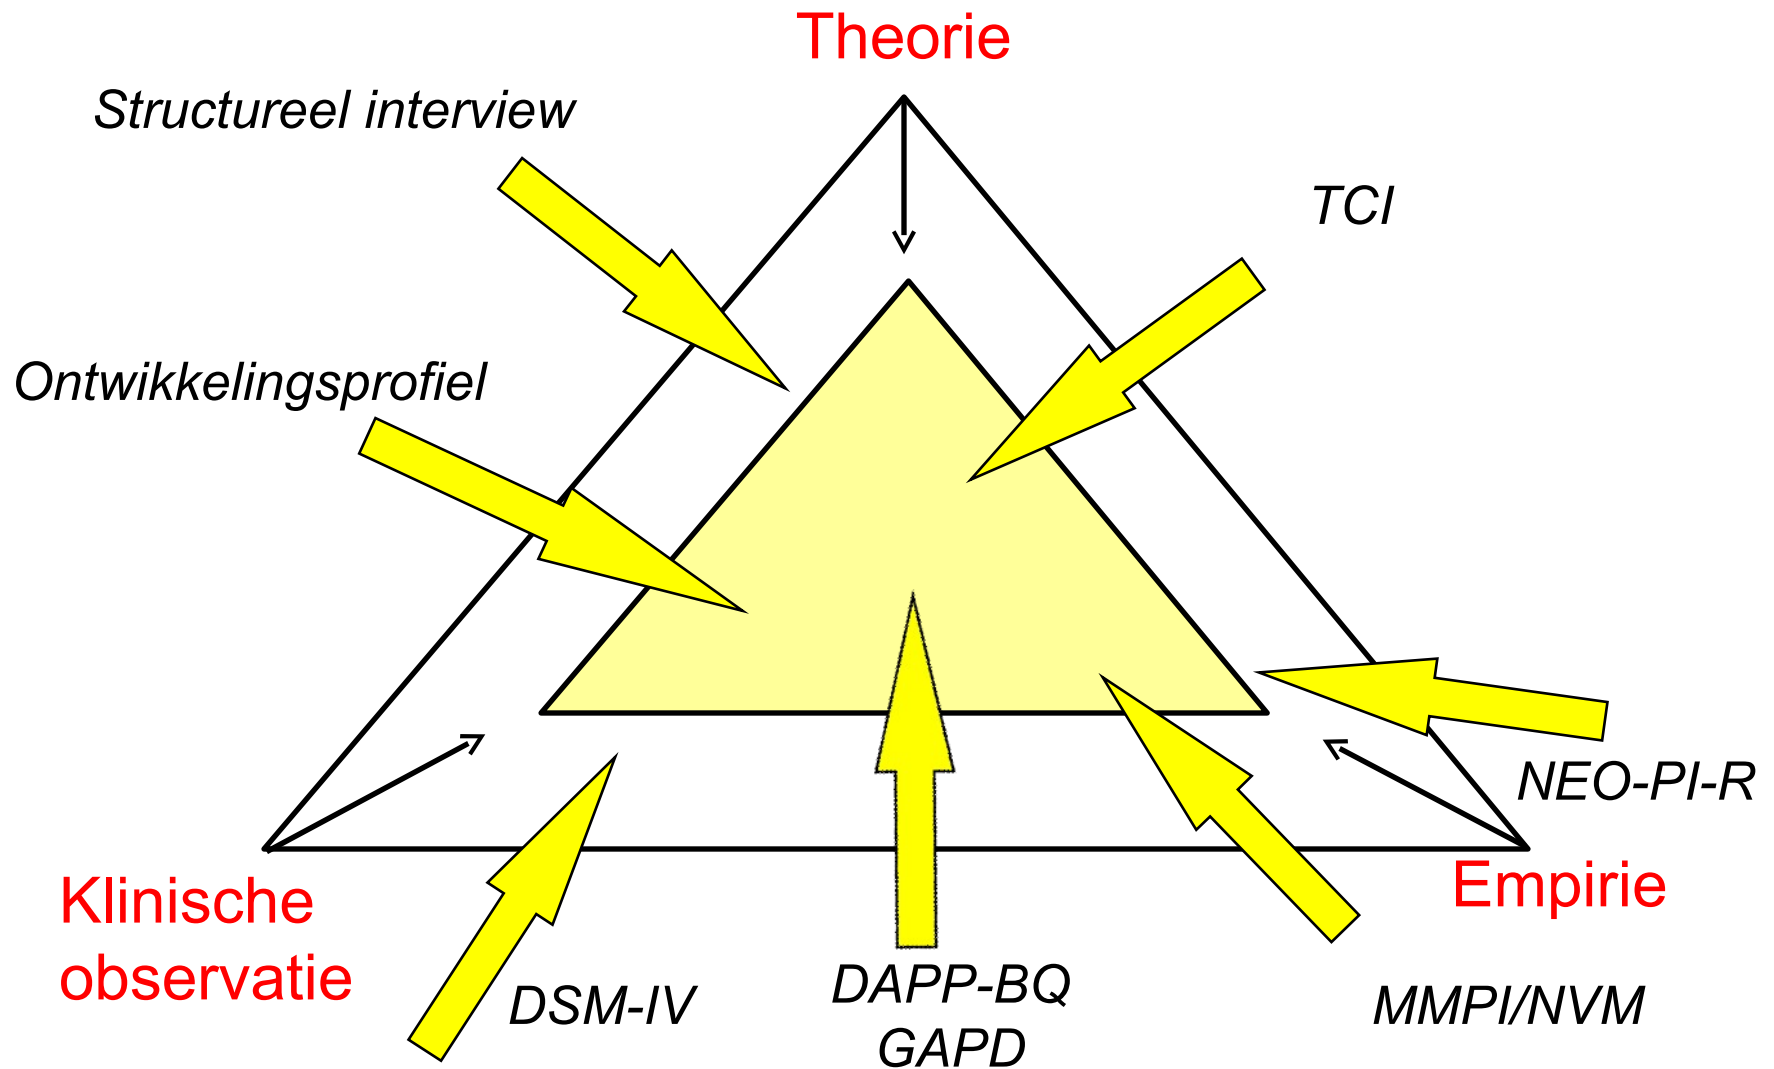 Theorie
Structureel interview
TCI
Ontwikkelingsprofiel
NEO-PI-R
Klinische
observatie
Empirie
DSM-IV
DAPP-BQ
GAPD
MMPI/NVM